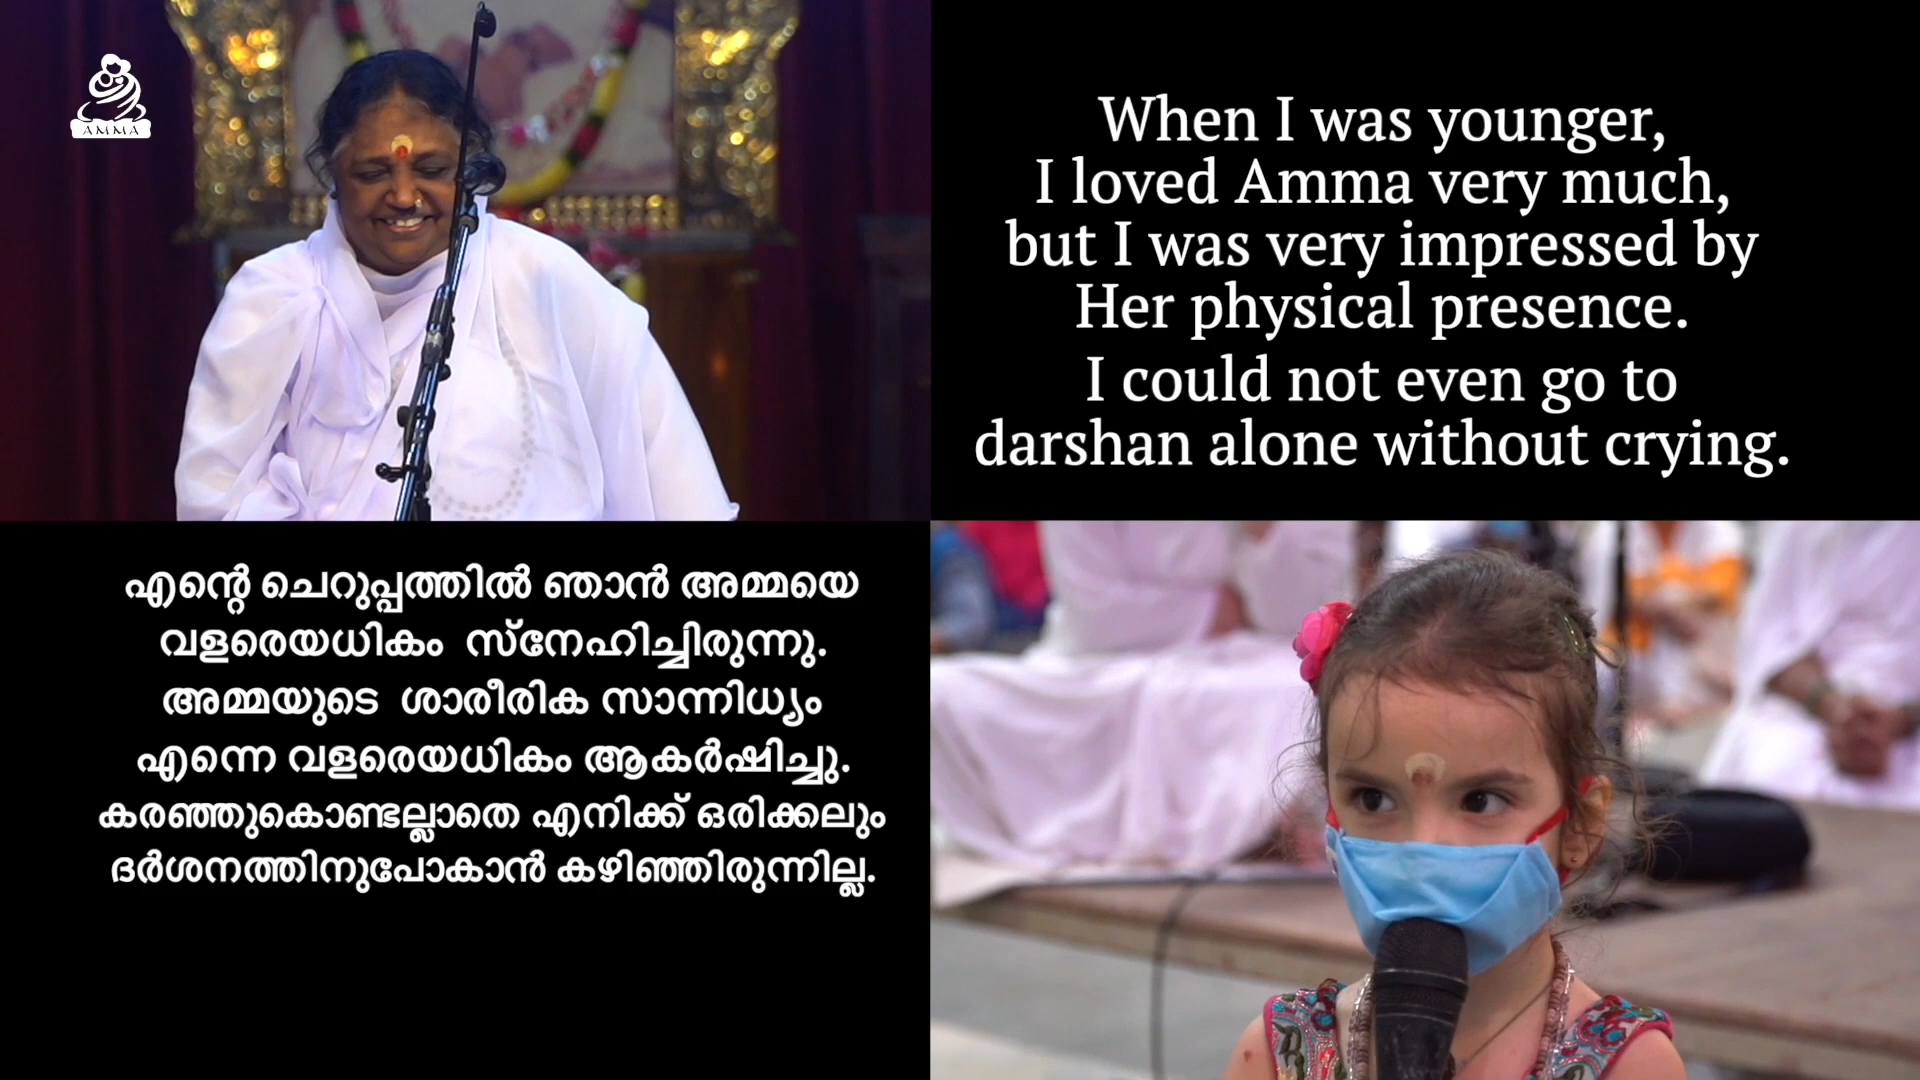 AMMA
When I was younger,
I loved Amma very much,
but I was very impressed by
Her physical presence.
I could not even go to
darshan alone without crying.
എന്റെ ചെറുപ്പത്തിൽ ഞാൻ അമ്മയെ
വളരെയധികം സ്നേഹിച്ചിരുന്നു.
അമ്മയുടെ ശാരീരിക സാന്നിധ്യം
എന്നെ വളരെയധികം ആകർഷിച്ചു.
കരഞ്ഞുകൊണ്ടല്ലാതെ എനിക്ക് ഒരിക്കലും
ദർശനത്തിനുപോകാൻ കഴിഞ്ഞിരുന്നില്ല.